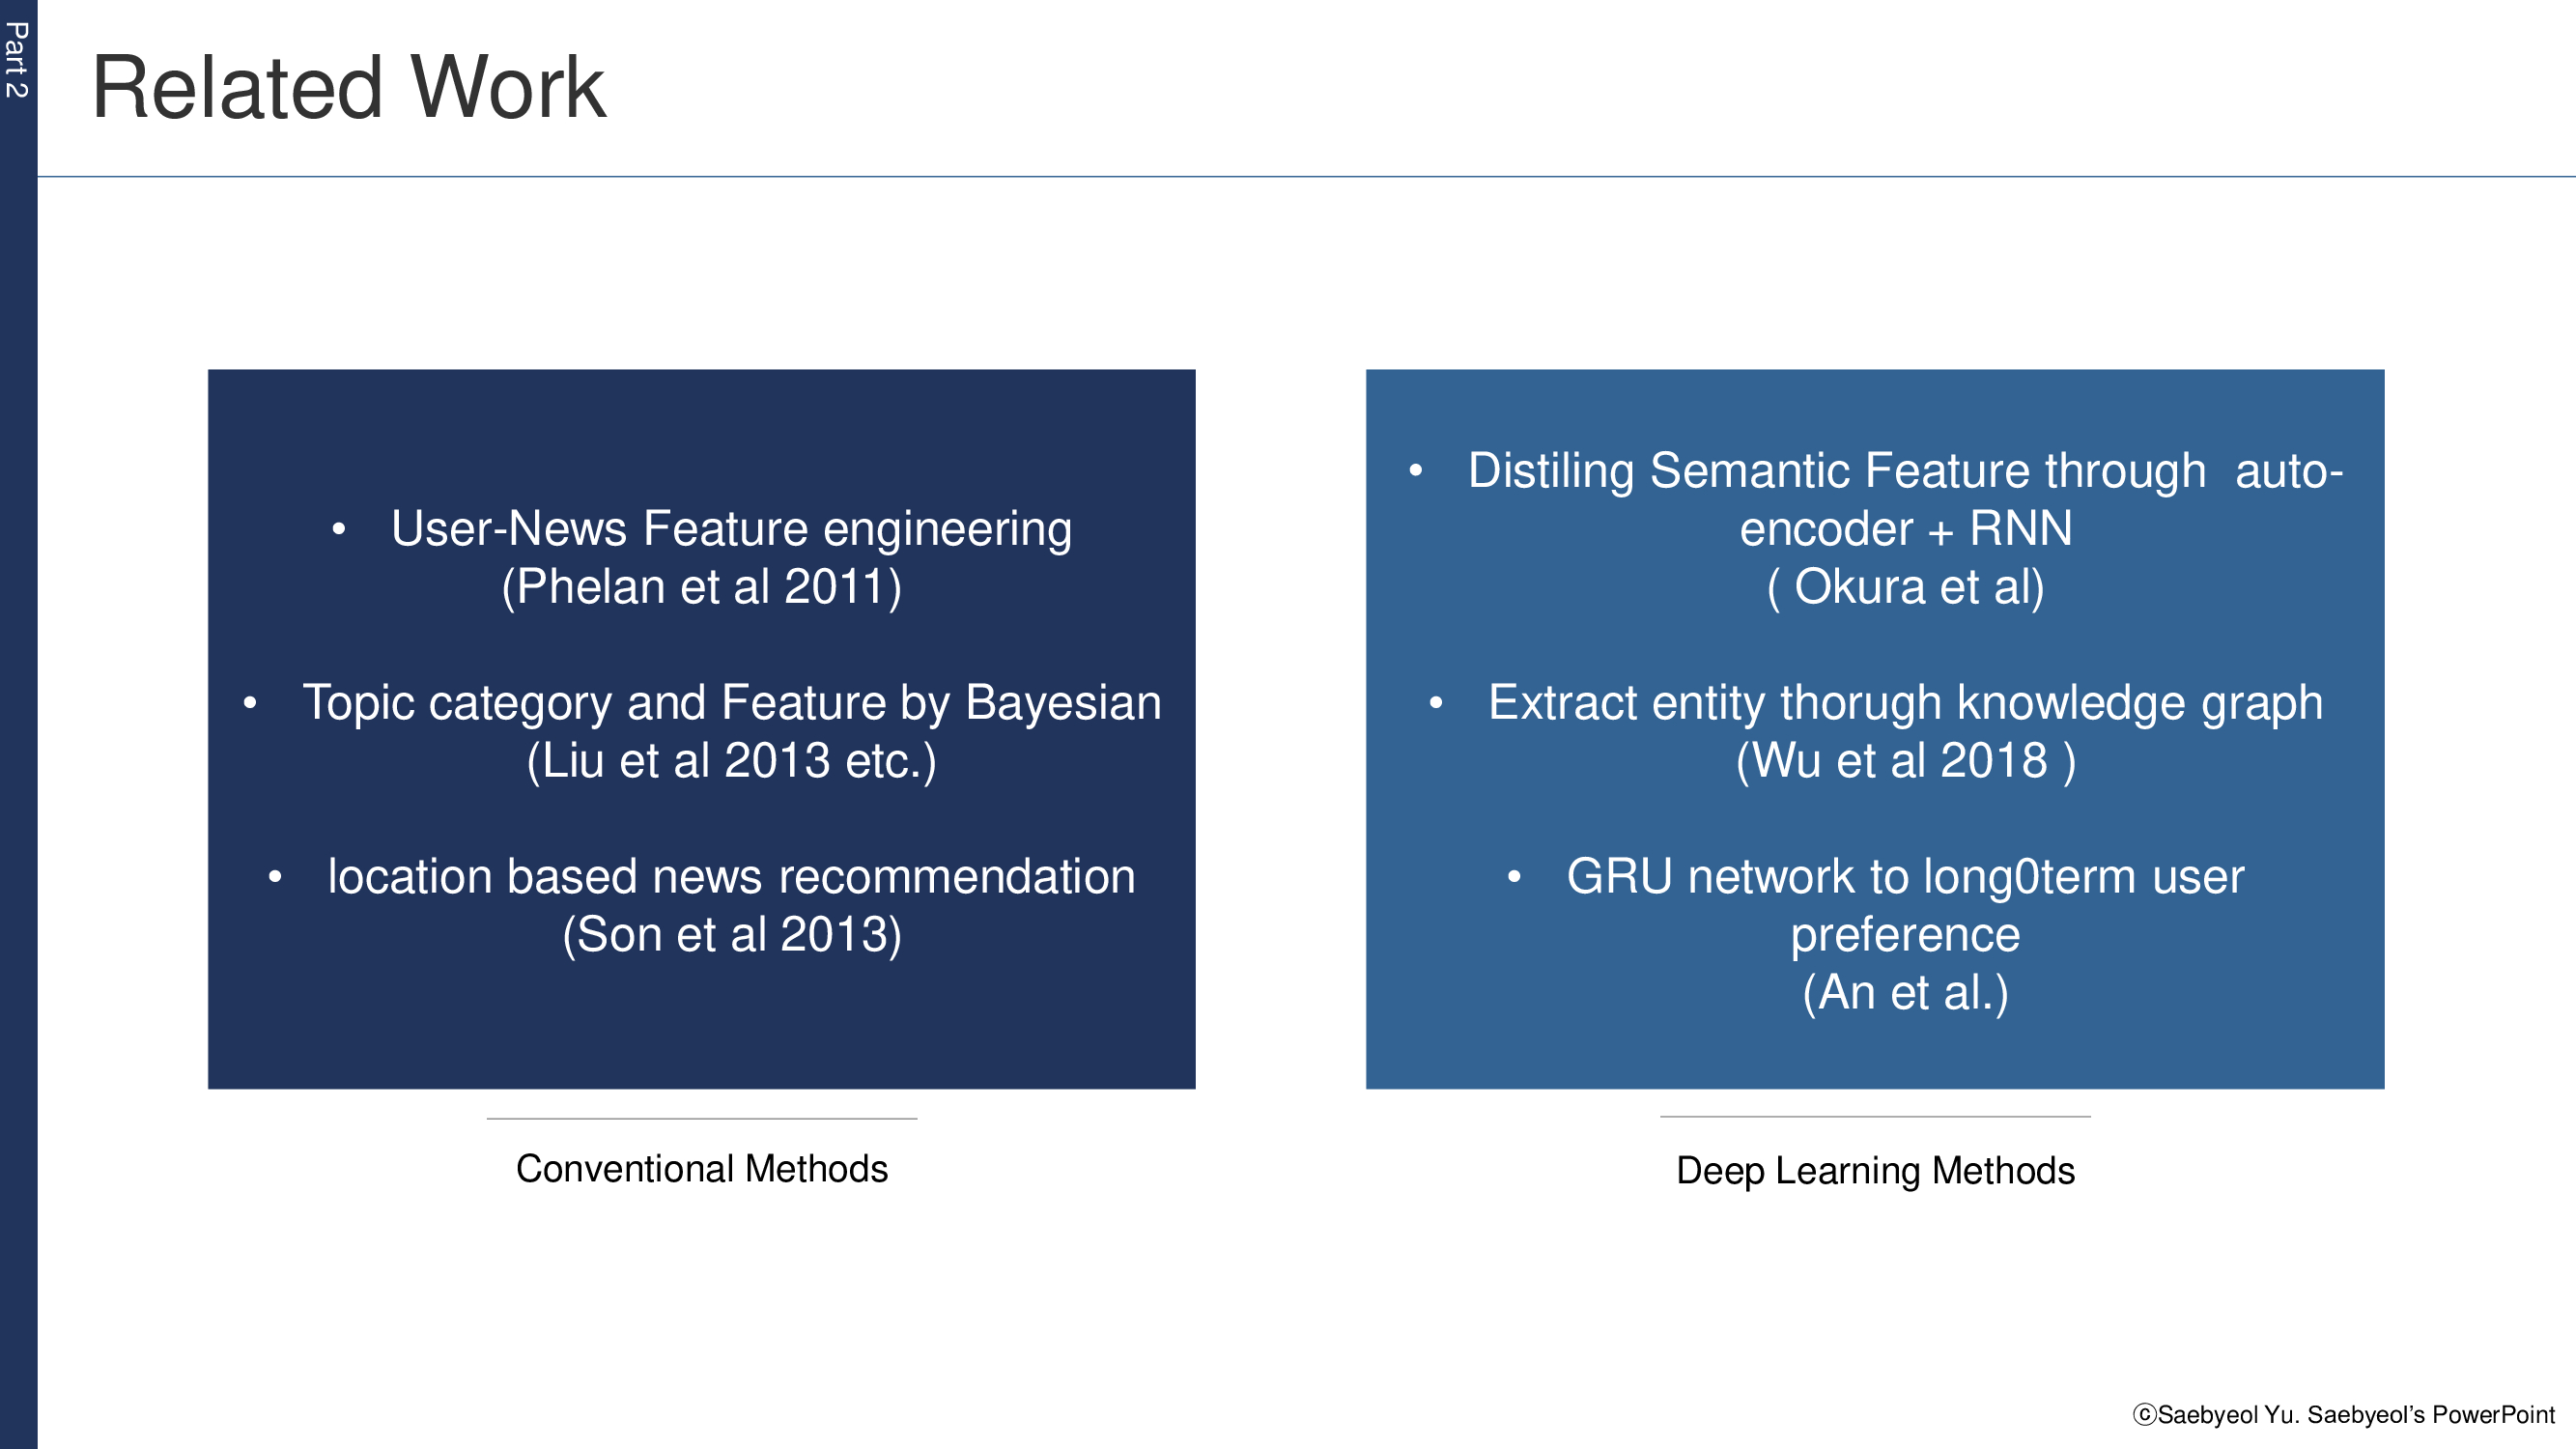 Part 2
Related Work
• User-News Feature engineering
(Phelan et al 2011)
• Topic category and Feature by Bayesian
(Liu et al 2013 etc.)
• location based news recommendation
(Son et al 2013)
Conventional Methods
• Distiling Semantic Feature through  auto-
encoder + RNN
( Okura et al)
• Extract entity thorugh knowledge graph
(Wu et al 2018 )
• GRU network to long0term user
preference
(An et al.)
Deep Learning Methods
ⓒSaebyeol Yu. Saebyeol’s PowerPoint